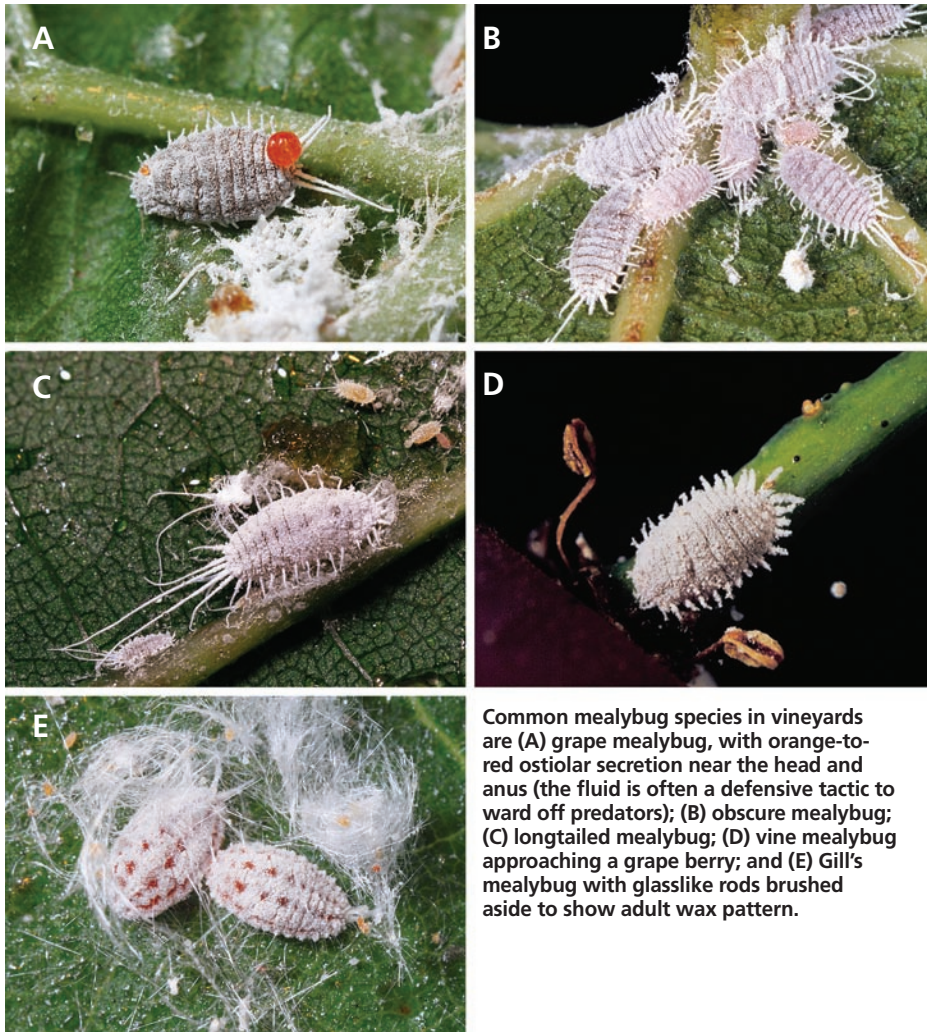 A
B
C
D
E
Common mealybug species in vineyards
are (A) grape mealybug, with orange-to-
red ostiolar secretion near the head and
anus (the fluid is often a defensive tactic to
ward off predators); (B) obscure mealybug;
(C) longtailed mealybug; (D) vine mealybug
approaching a grape berry; and (E) Gill's
mealybug with glasslike rods brushed
aside to show adult wax pattern.